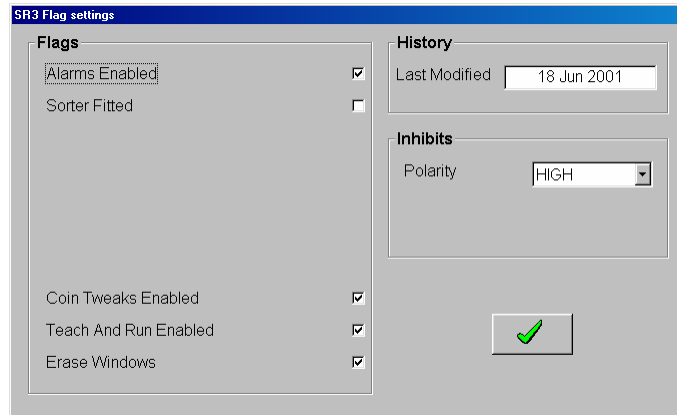 SR3 Flag settings
Flags
Alarms Enabled
Sorter Fitted
Coin Tweaks Enabled
Teach And Run Enabled
Erase Windows
History
Last Modified 18 Jun 2001
Inhibits
Polarity HIGH